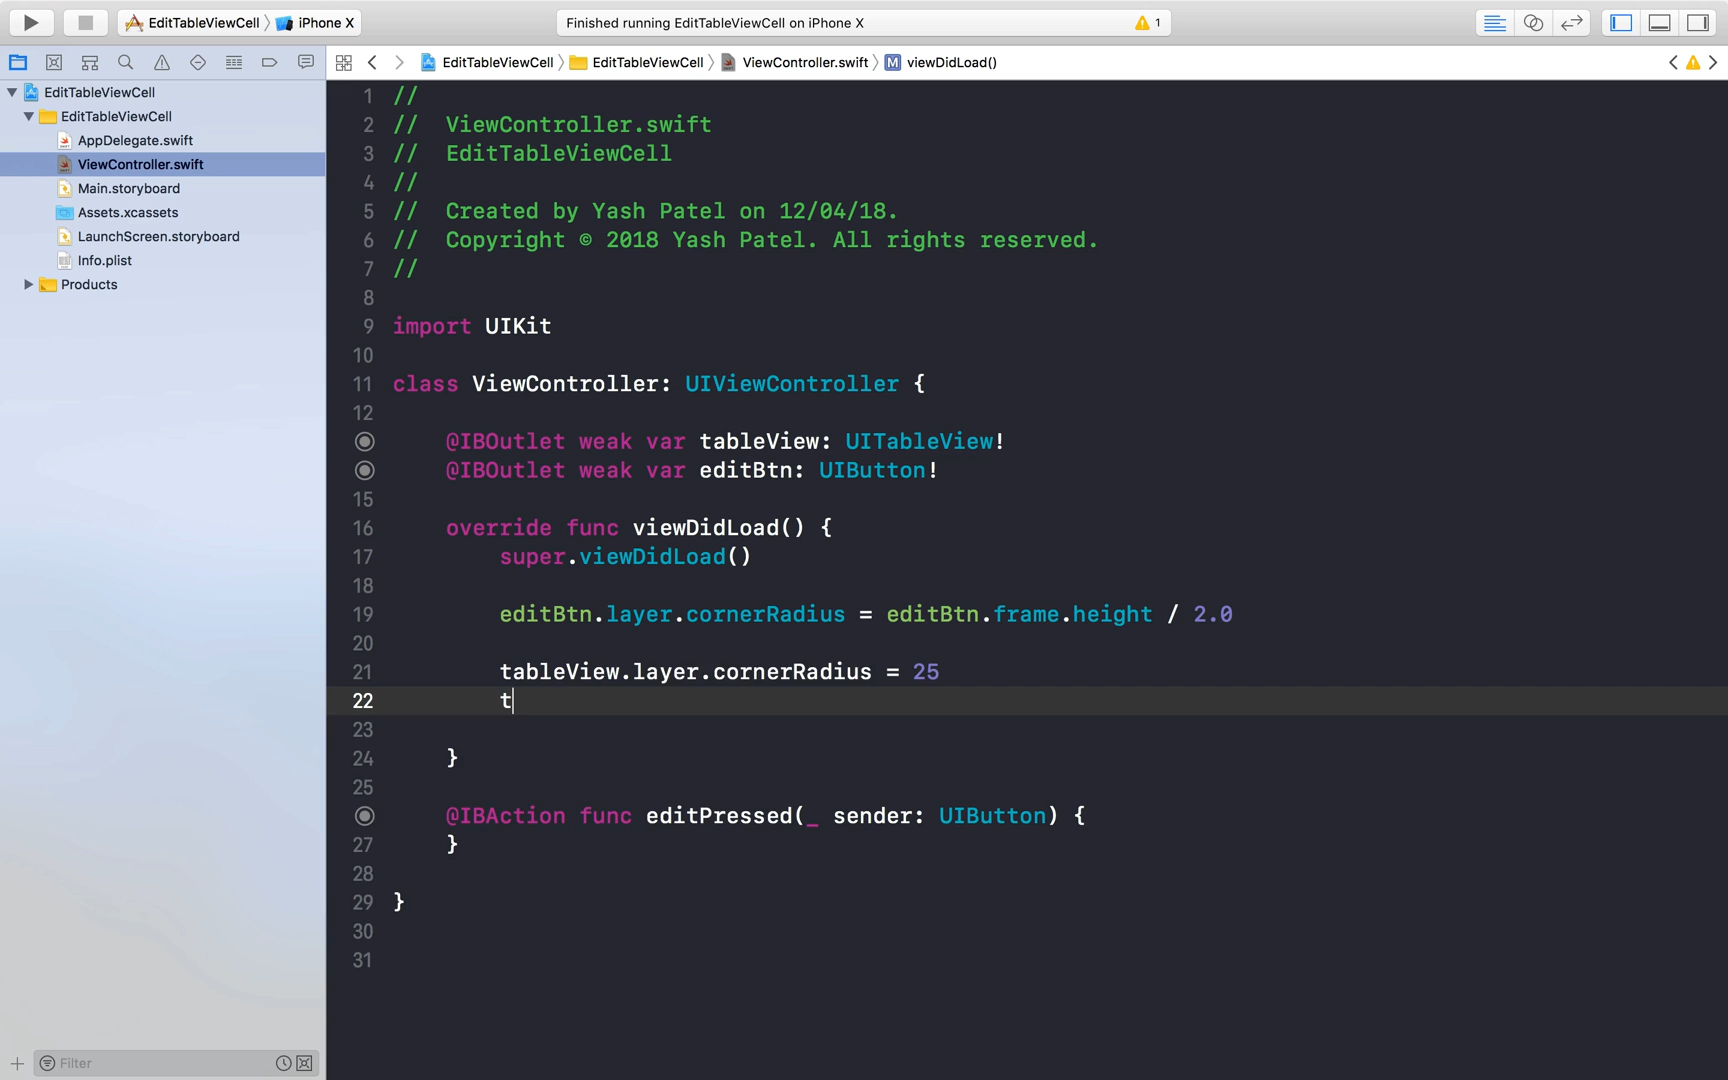 EditTableViewCell iPhone X Finished running EditTableViewCell on iPhone X 1
EditTableViewCell EditTableViewCell ViewController.swift M viewDidLoad()
EditTableViewCell
EditTableViewCell
AppDelegate.swift
ViewController.swift
Main.storyboard
Assets.xcassets
LaunchScreen.storyboard
Info.plist
Products
Filter
1 //
2 //  ViewController.swift
3 //  EditTableViewCell
4 //
5 //  Created by Yash Patel on 12/04/18.
6 //  Copyright © 2018 Yash Patel. All rights reserved.
7 //
8
9 import UIKit
10
11 class ViewController: UIViewController {
12
@IBOutlet weak var tableView: UITableView!
@IBOutlet weak var editBtn: UIButton!
15
16 override func viewDidLoad() {
17 super.viewDidLoad()
18
19 editBtn.layer.cornerRadius = editBtn.frame.height / 2.0
20
21 tableView.layer.cornerRadius = 25
22 t
23
24 }
25
@IBAction func editPressed(_ sender: UIButton) {
27 }
28
29 }
30
31